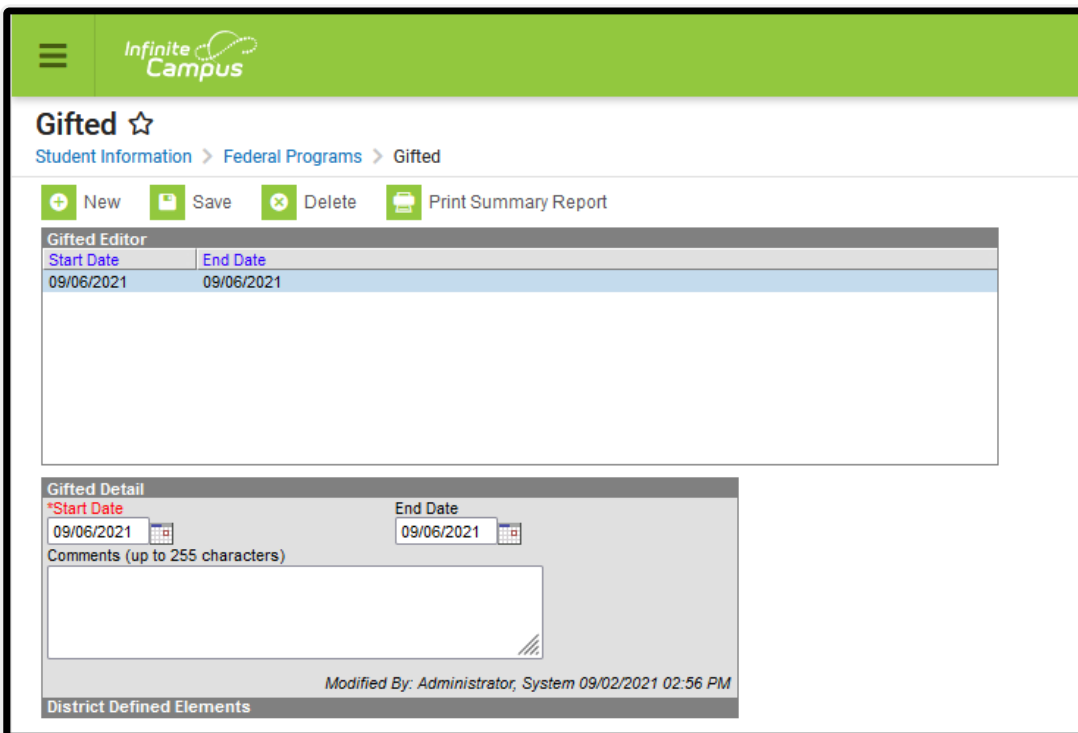 Infinite
Campus
Gifted
Student Information > Federal Programs > Gifted
New Save Delete Print Summary Report
Gifted Editor
Start Date End Date
09/06/2021 09/06/2021
Gifted Detail
*Start Date End Date
09/06/2021 09/06/2021
Comments (up to 255 characters)
Modified By: Administrator, System 09/02/2021 02:56 PM
District Defined Elements